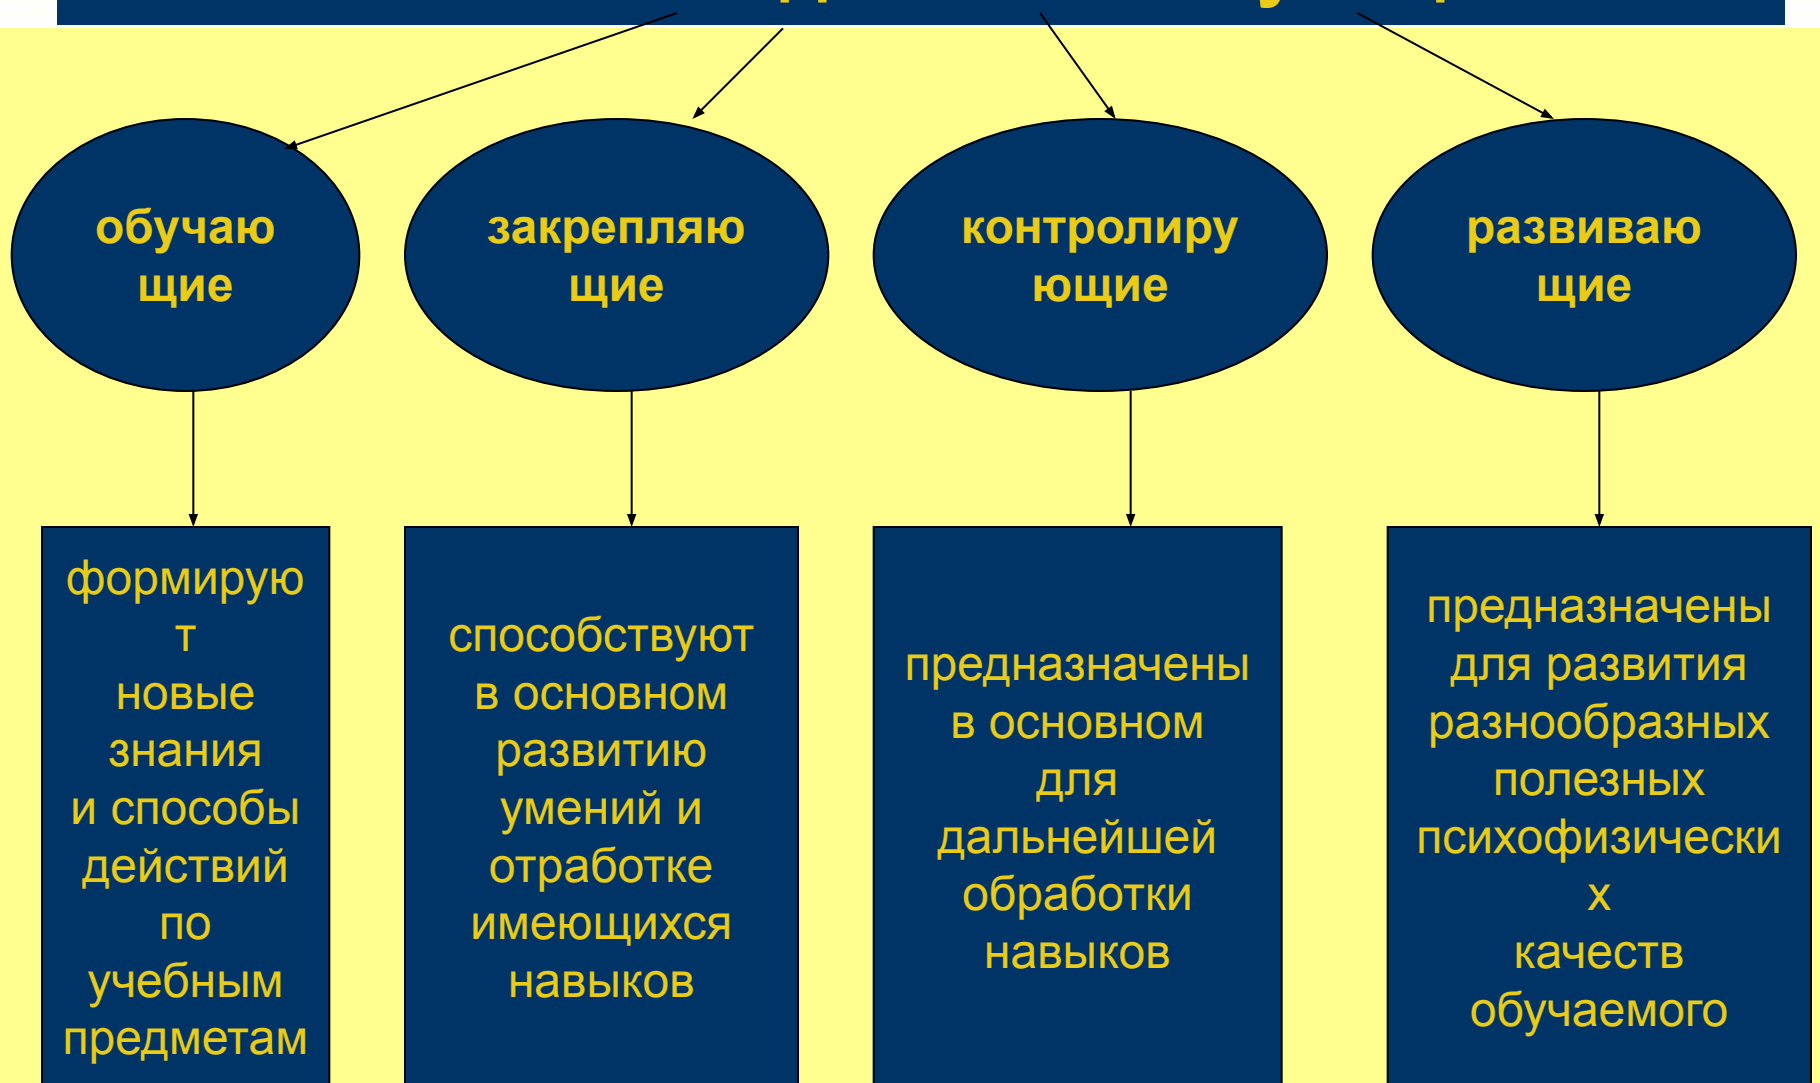 обучаю
щие
закрепляю
щие
контролиру
ющие
развиваю
щие
формирую
т
новые
знания
и способы
действий
по
учебным
предметам
способствуют
в основном
развитию
умений и
отработке
имеющихся
навыков
предназначены
в основном
для
дальнейшей
обработки
навыков
предназначены
для развития
разнообразных
полезных
психофизически
х
качеств
обучаемого